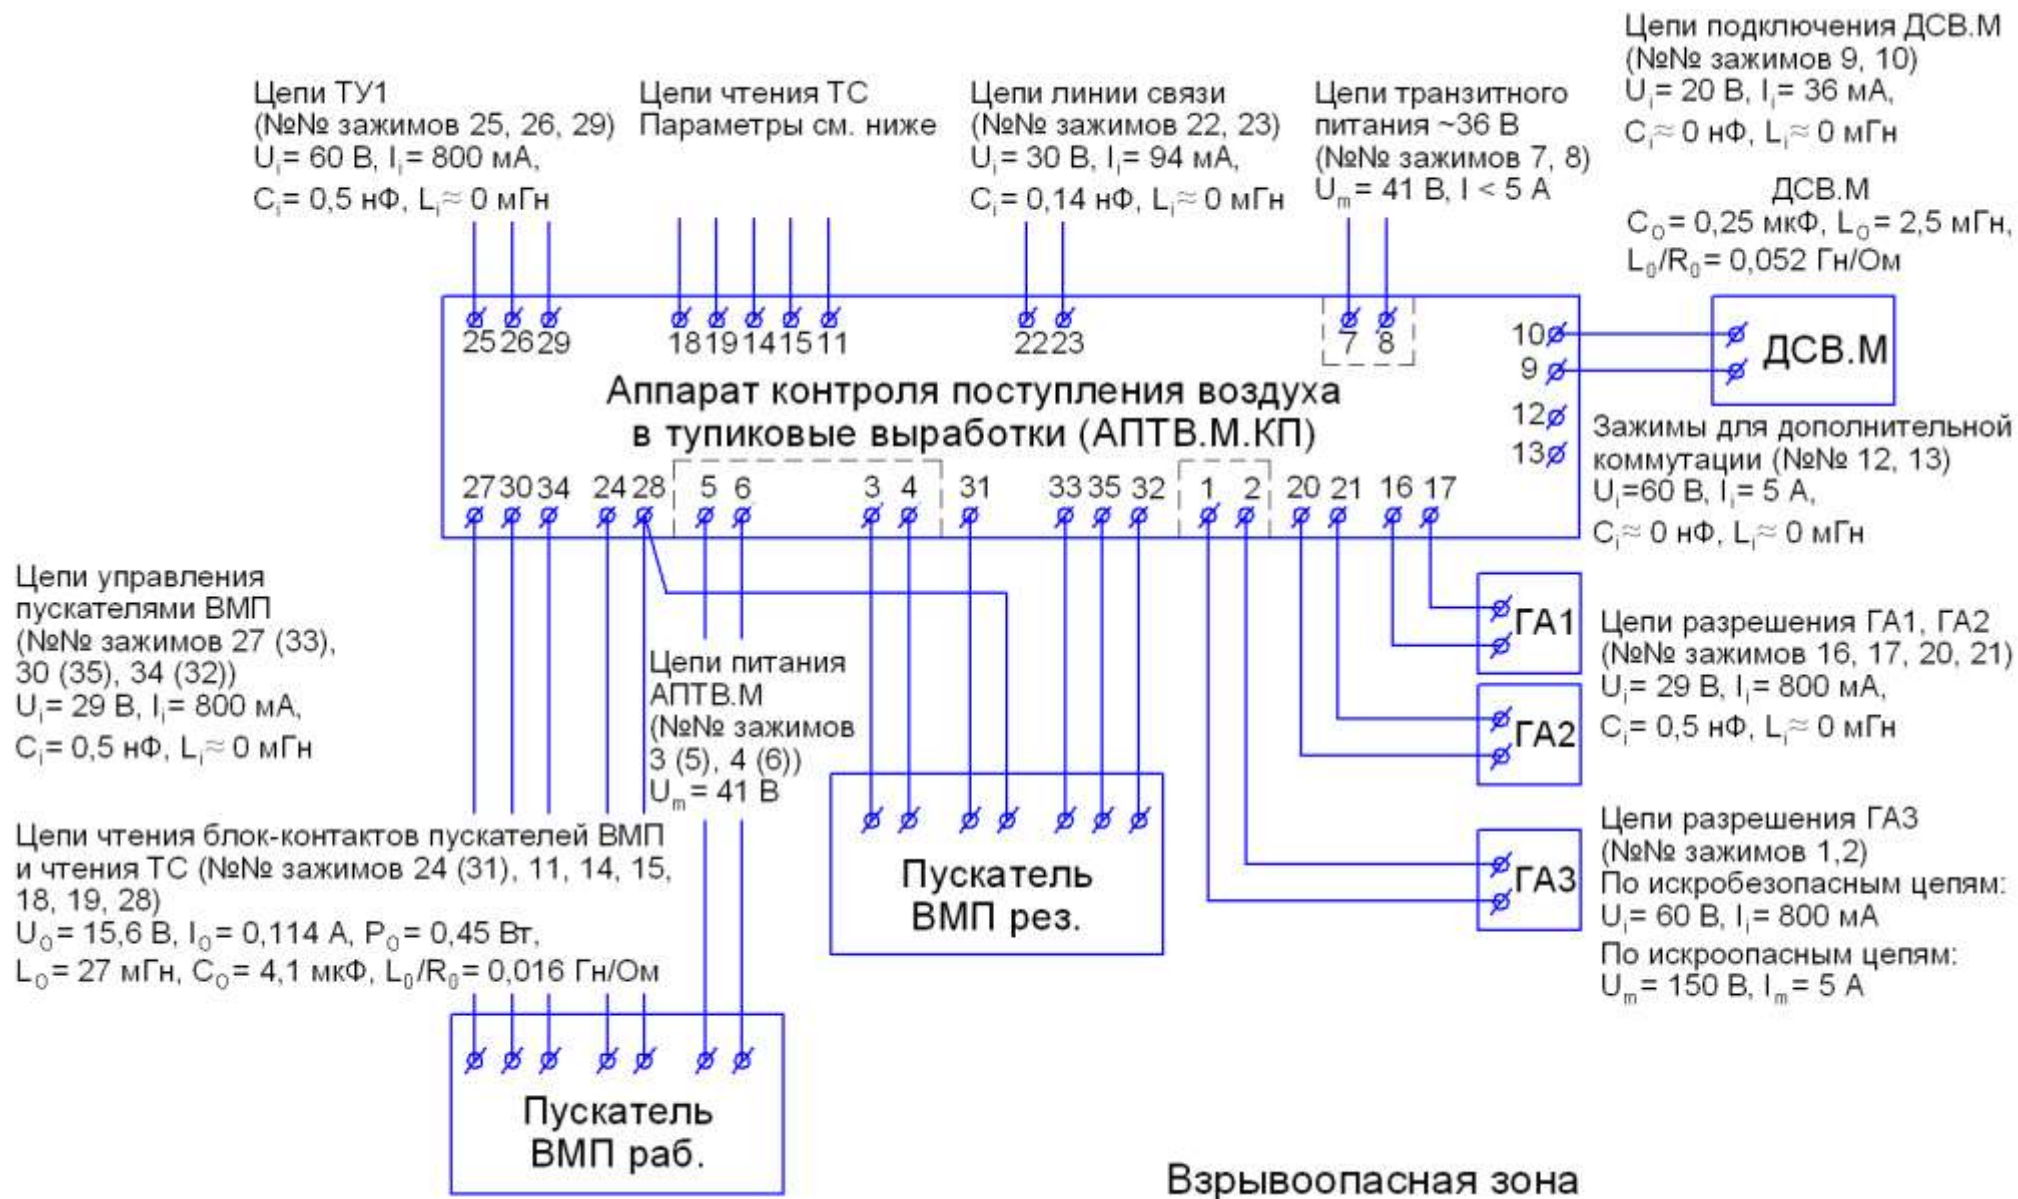 Цепи ТУ1
(№№ зажимов 25, 26, 29)
Uᵢ= 60 В, Iᵢ= 800 мА,
Cᵢ= 0,5 нФ, Lᵢ≈ 0 мГн
Цепи чтения ТС
Параметры см. ниже
Цепи линии связи
(№№ зажимов 22, 23)
Uᵢ= 30 В, Iᵢ= 94 мА,
Cᵢ= 0,14 нФ, Lᵢ≈ 0 мГн
Цепи транзитного
питания ~36 В
(№№ зажимов 7, 8)
Uₘ= 41 В, I < 5 А
Цепи подключения ДСВ.М
(№№ зажимов 9, 10)
Uᵢ= 20 В, Iᵢ= 36 мА,
Cᵢ≈ 0 нФ, Lᵢ≈ 0 мГн
ДСВ.М
C₀= 0,25 мкФ, L₀= 2,5 мГн,
L₀/R₀= 0,052 Гн/Ом
25 26 29 18 19 14 15 11 22 23 7 8
10
9
12
13
ДСВ.М
Аппарат контроля поступления воздуха
в тупиковые выработки (АПТВ.М.КП)
Зажимы для дополнительной
коммутации (№№ 12, 13)
Uᵢ=60 В, Iᵢ= 5 А,
Cᵢ≈ 0 нФ, Lᵢ≈ 0 мГн
27 30 34 24 28 5 6 3 4 31 33 35 32 1 2 20 21 16 17
Цепи управления
пускателями ВМП
(№№ зажимов 27 (33),
30 (35), 34 (32))
Uᵢ= 29 В, Iᵢ= 800 мА,
Cᵢ= 0,5 нФ, Lᵢ≈ 0 мГн
Цепи питания
АПТВ.М
(№№ зажимов
3 (5), 4 (6))
Uₘ= 41 В
ГА1
ГА2
Цепи разрешения ГА1, ГА2
(№№ зажимов 16, 17, 20, 21)
Uᵢ= 29 В, Iᵢ= 800 мА,
Cᵢ= 0,5 нФ, Lᵢ≈ 0 мГн
Цепи чтения блок-контактов пускателей ВМП
и чтения ТС (№№ зажимов 24 (31), 11, 14, 15,
18, 19, 28)
U₀= 15,6 В, I₀= 0,114 А, P₀= 0,45 Вт,
L₀= 27 мГн, C₀= 4,1 мкФ, L₀/R₀= 0,016 Гн/Ом
Пускатель
ВМП рез.
ГА3
Цепи разрешения ГА3
(№№ зажимов 1,2)
По искробезопасным цепям:
Uᵢ= 60 В, Iᵢ= 800 мА
По искроопасным цепям:
Uₘ= 150 В, Iₘ= 5 А
Пускатель
ВМП раб.
Взрывоопасная зона